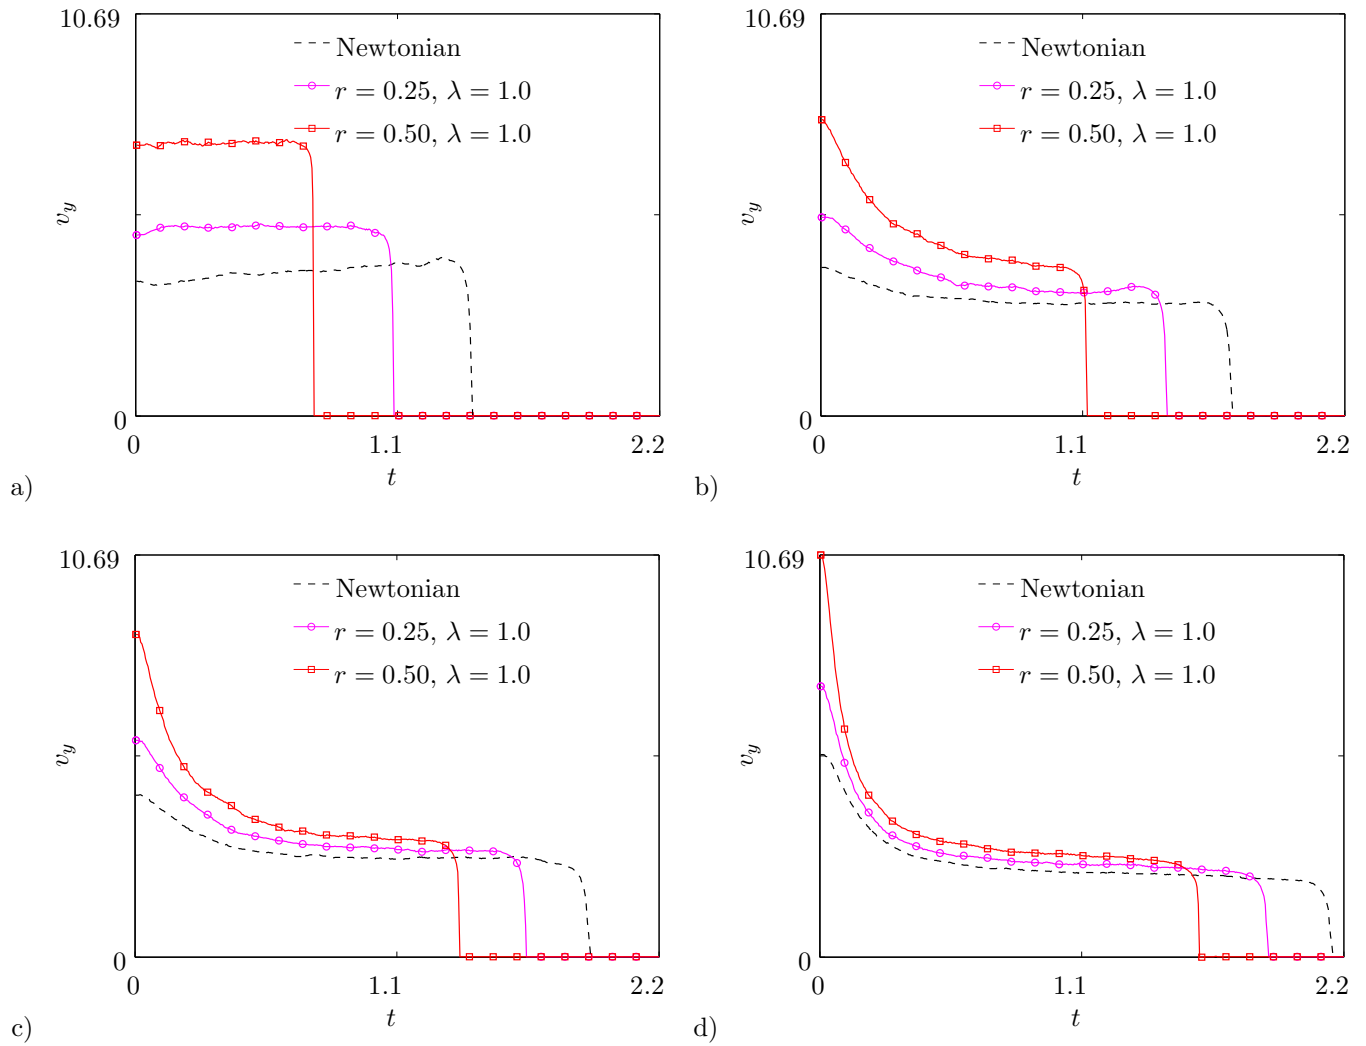 10.69
Newtonian
r = 0.25, λ = 1.0
r = 0.50, λ = 1.0
v_y
0
0
1.1
2.2
t
a)
10.69
Newtonian
r = 0.25, λ = 1.0
r = 0.50, λ = 1.0
v_y
0
0
1.1
2.2
t
b)
10.69
Newtonian
r = 0.25, λ = 1.0
r = 0.50, λ = 1.0
v_y
0
0
1.1
2.2
t
c)
10.69
Newtonian
r = 0.25, λ = 1.0
r = 0.50, λ = 1.0
v_y
0
0
1.1
2.2
t
d)